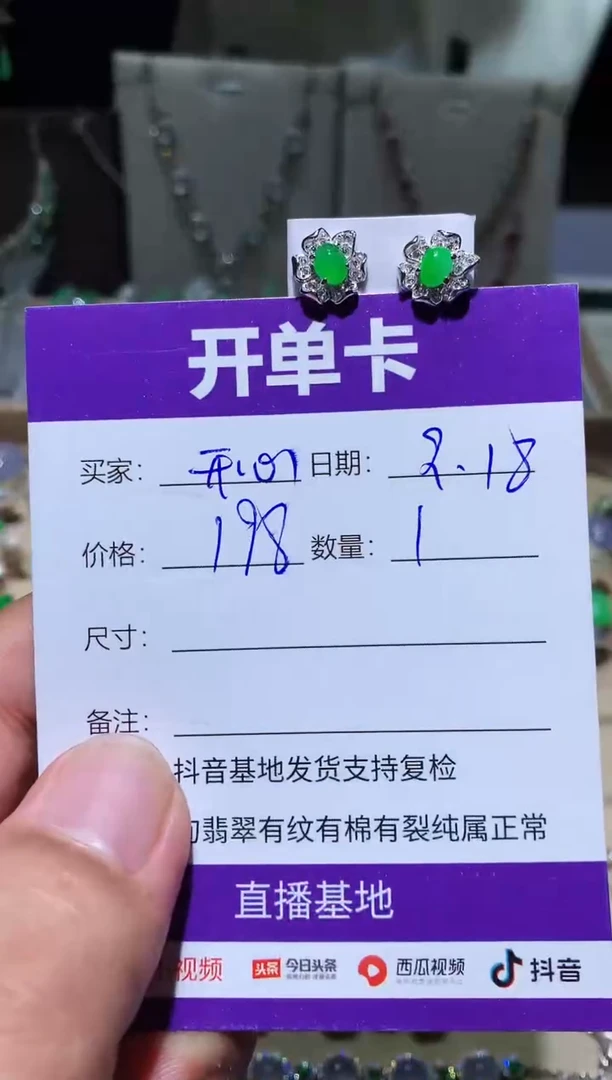 开单卡
买家: 日期: 2.18
价格: 198 数量: 1
尺寸:
备注:
抖音基地发货支持复检
翡翠有纹有棉有裂纯属正常
直播基地
视频 头条 今日头条 西瓜视频 抖音